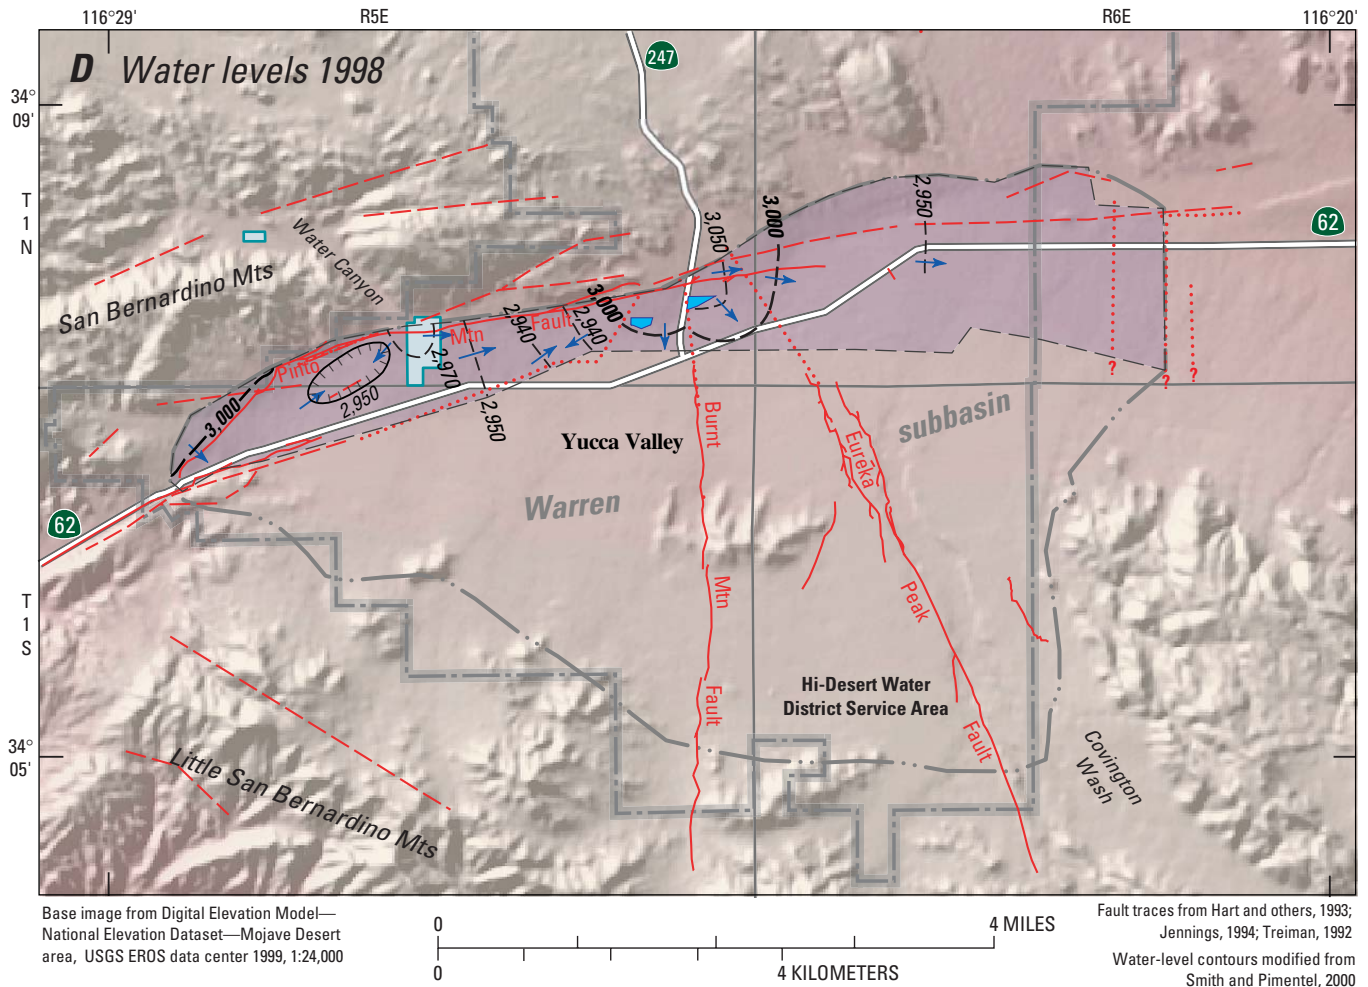 116°29'
R5E
R6E
116°20'
D Water levels 1998
247
34°
09'
T
1
N
62
Water Canyon
San Bernardino Mts
3,050
3,000
2,950
3,000
2,940
2,940
Mtn
Fault
2,970
Pinto
2,950
2,950
3,000
?
?
?
Burnt
Yucca Valley
subbasin
Eureka
Warren
62
T
1
S
Mtn
Peak
Hi-Desert Water
District Service Area
Fault
Fault
Covington
Wash
34°
05'
Little San Bernardino Mts
Base image from Digital Elevation Model—
National Elevation Dataset—Mojave Desert
area, USGS EROS data center 1999, 1:24,000
0
4 MILES
0
4 KILOMETERS
Fault traces from Hart and others, 1993;
Jennings, 1994; Treiman, 1992
Water-level contours modified from
Smith and Pimentel, 2000